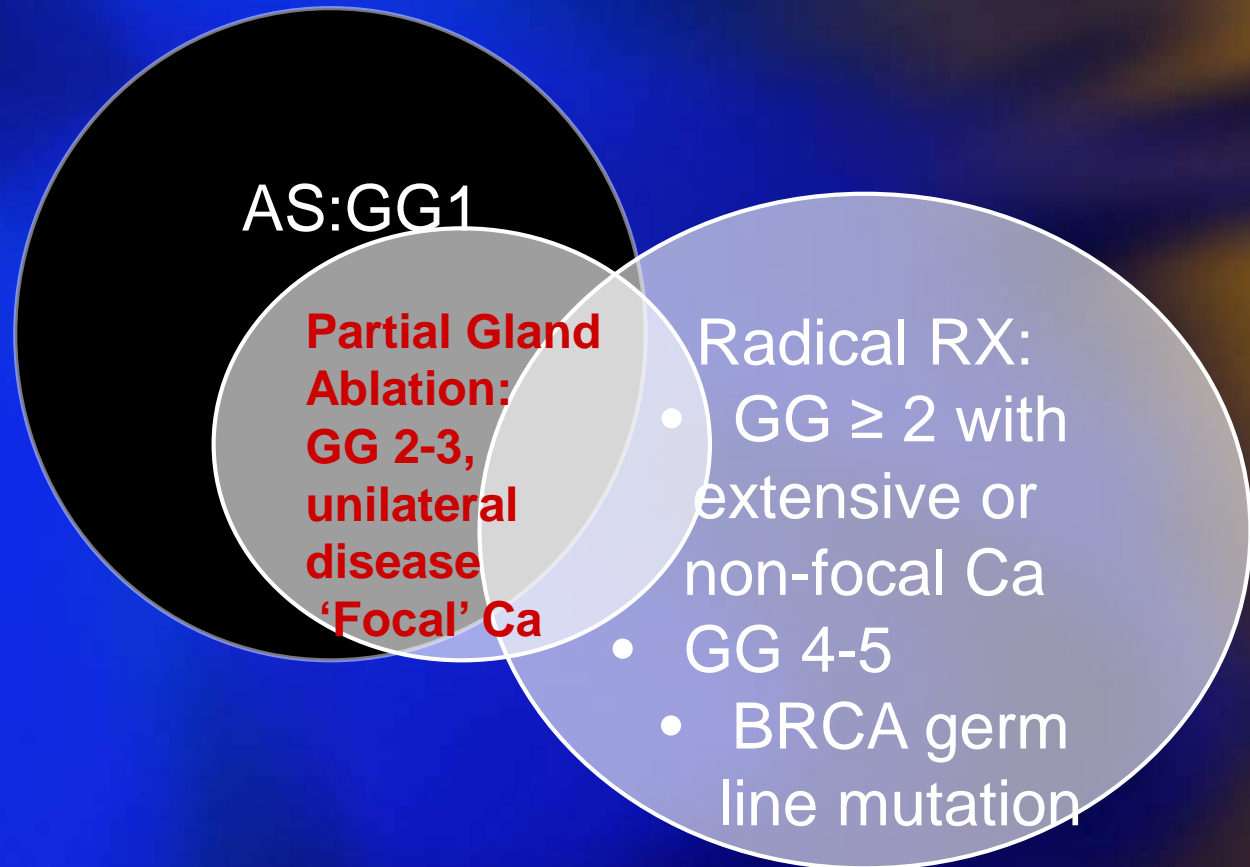 AS:GG1
Partial Gland
Ablation:
GG 2-3,
unilateral
disease
‘Focal’ Ca
Radical RX:
• GG ≥ 2 with
extensive or
non-focal Ca
• GG 4-5
• BRCA germ
line mutation